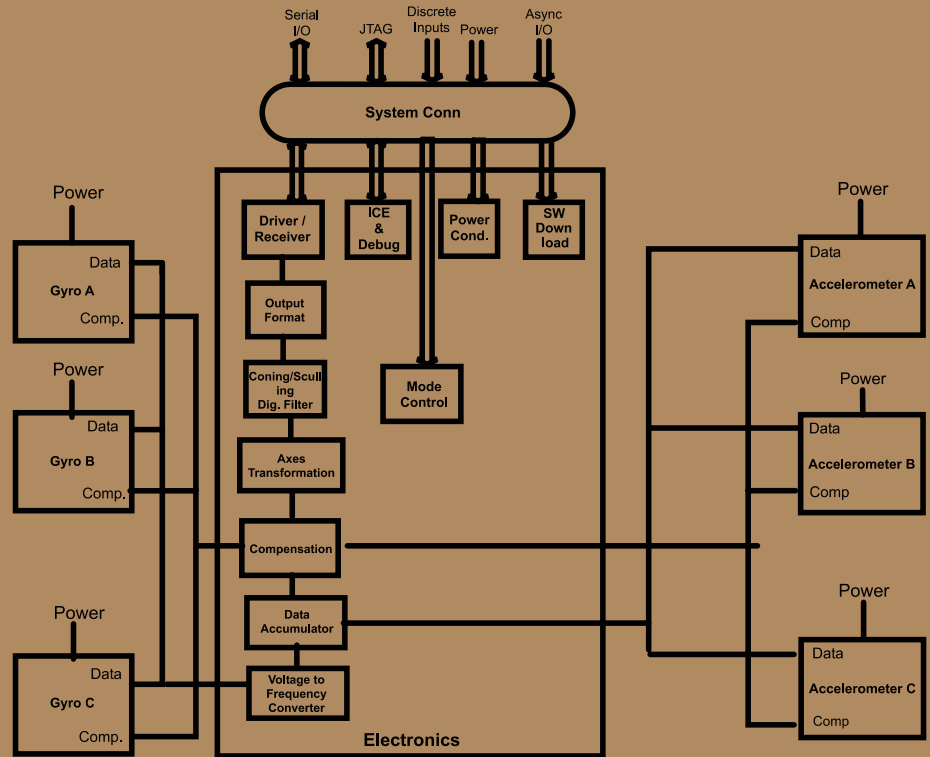 Serial
I/O
JTAG
Discrete
Inputs
Power
Async
I/O
System Conn
Power
Data
Gyro A
Comp.
Power
Data
Gyro B
Comp.
Power
Data
Gyro C
Comp.
Driver /
Receiver
ICE
&
Debug
Power
Cond.
SW
Down
load
Output
Format
Coning/Scull
ing
Dig. Filter
Mode
Control
Axes
Transformation
Compensation
Data
Accumulator
Voltage to
Frequency
Converter
Electronics
Power
Data
Accelerometer A
Comp
Power
Data
Accelerometer B
Comp
Power
Data
Accelerometer C
Comp